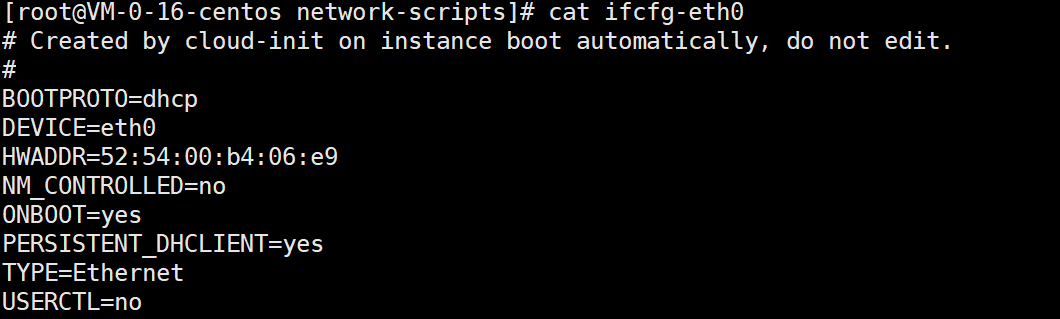 [root@VM-0-16-centos network-scripts]# cat ifcfg-eth0
# Created by cloud-init on instance boot automatically, do not edit.
#
BOOTPROTO=dhcp
DEVICE=eth0
HWADDR=52:54:00:b4:06:e9
NM_CONTROLLED=no
ONBOOT=yes
PERSISTENT_DHCLIENT=yes
TYPE=Ethernet
USERCTL=no